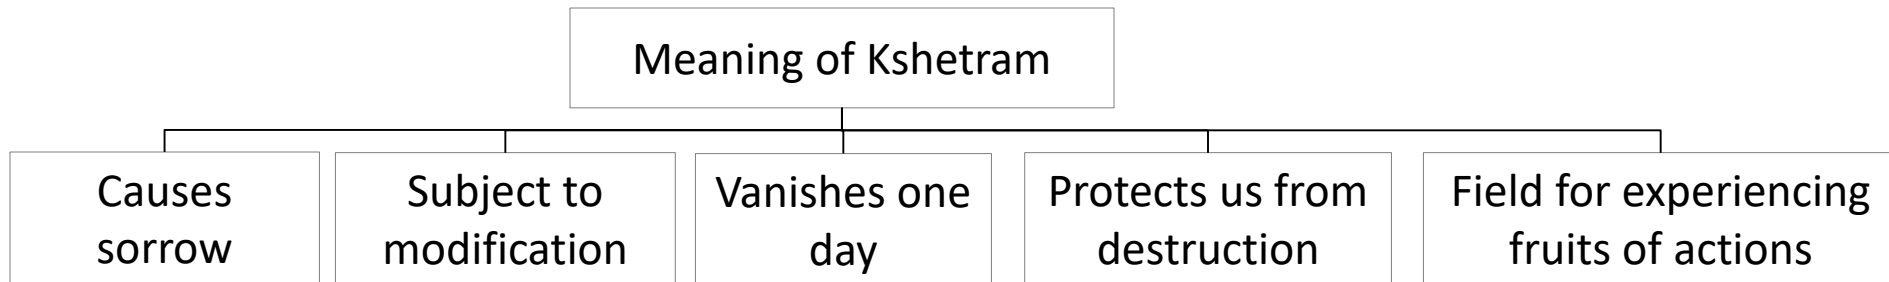 Meaning of Kshetram
Causes
sorrow
Subject to
modification
Vanishes one
day
Protects us from
destruction
Field for experiencing
fruits of actions